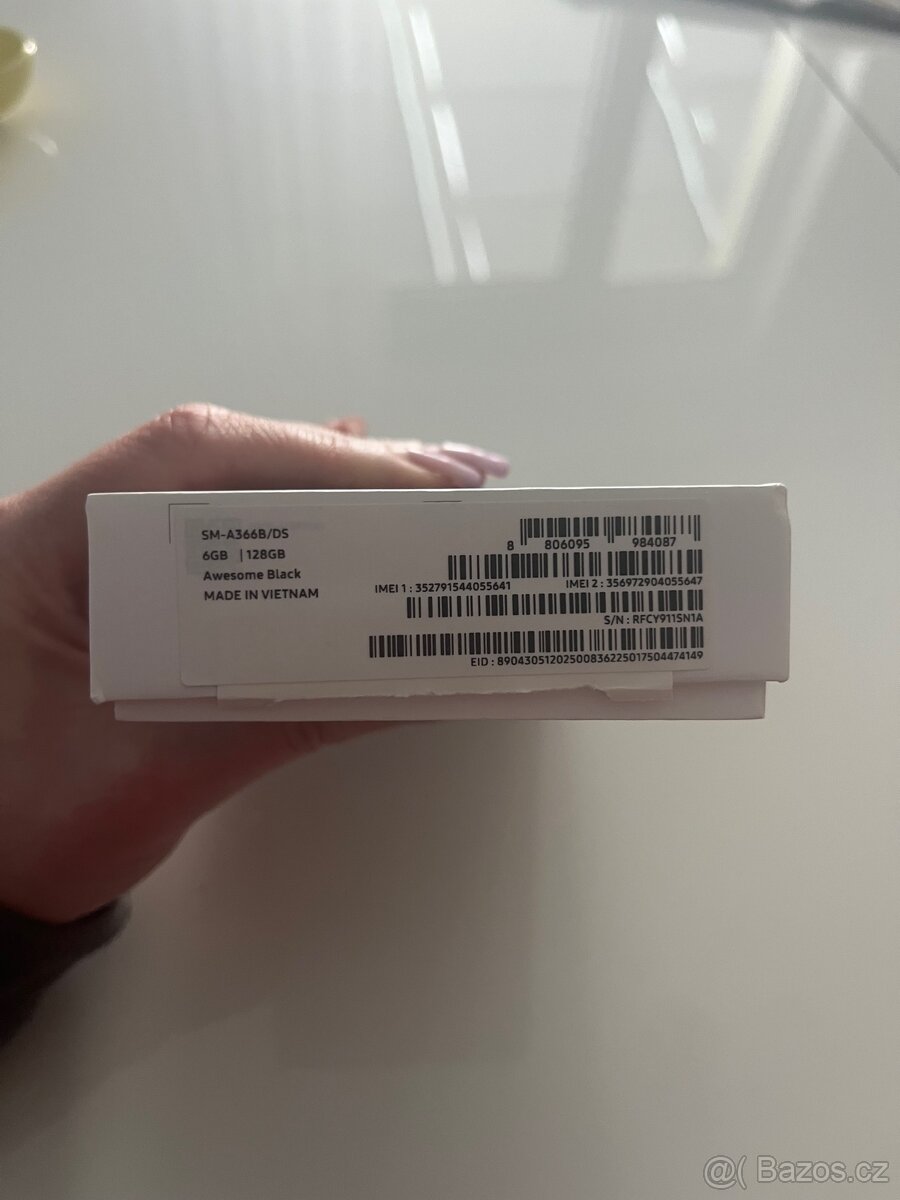 SM-A366B/DS
6GB | 128GB
Awesome Black
MADE IN VIETNAM
8 806095 984087
IMEI 1 : 352791544055641
IMEI 2 : 356972904055647
S/N : RFCY911SN1A
EID : 89043051202500836225017504474149
@( Bazos.cz